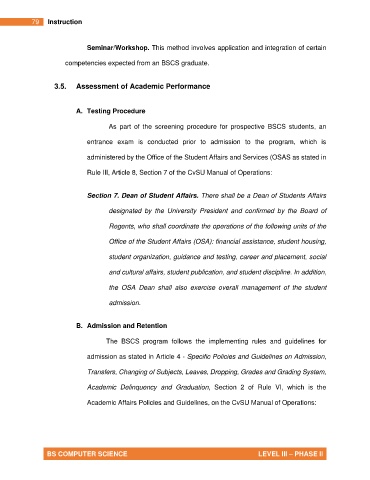 79 Instruction
Seminar/Workshop. This method involves application and integration of certain
competencies expected from an BSCS graduate.
3.5. Assessment of Academic Performance
A. Testing Procedure
As part of the screening procedure for prospective BSCS students, an
entrance exam is conducted prior to admission to the program, which is
administered by the Office of the Student Affairs and Services (OSAS as stated in
Rule III, Article 8, Section 7 of the CvSU Manual of Operations:
Section 7. Dean of Student Affairs. There shall be a Dean of Students Affairs
designated by the University President and confirmed by the Board of
Regents, who shall coordinate the operations of the following units of the
Office of the Student Affairs (OSA): financial assistance, student housing,
student organization, guidance and testing, career and placement, social
and cultural affairs, student publication, and student discipline. In addition,
the OSA Dean shall also exercise overall management of the student
admission.
B. Admission and Retention
The BSCS program follows the implementing rules and guidelines for
admission as stated in Article 4 - Specific Policies and Guidelines on Admission,
Transfers, Changing of Subjects, Leaves, Dropping, Grades and Grading System,
Academic Delinquency and Graduation, Section 2 of Rule VI, which is the
Academic Affairs Policies and Guidelines, on the CvSU Manual of Operations:
BS COMPUTER SCIENCE LEVEL III – PHASE II